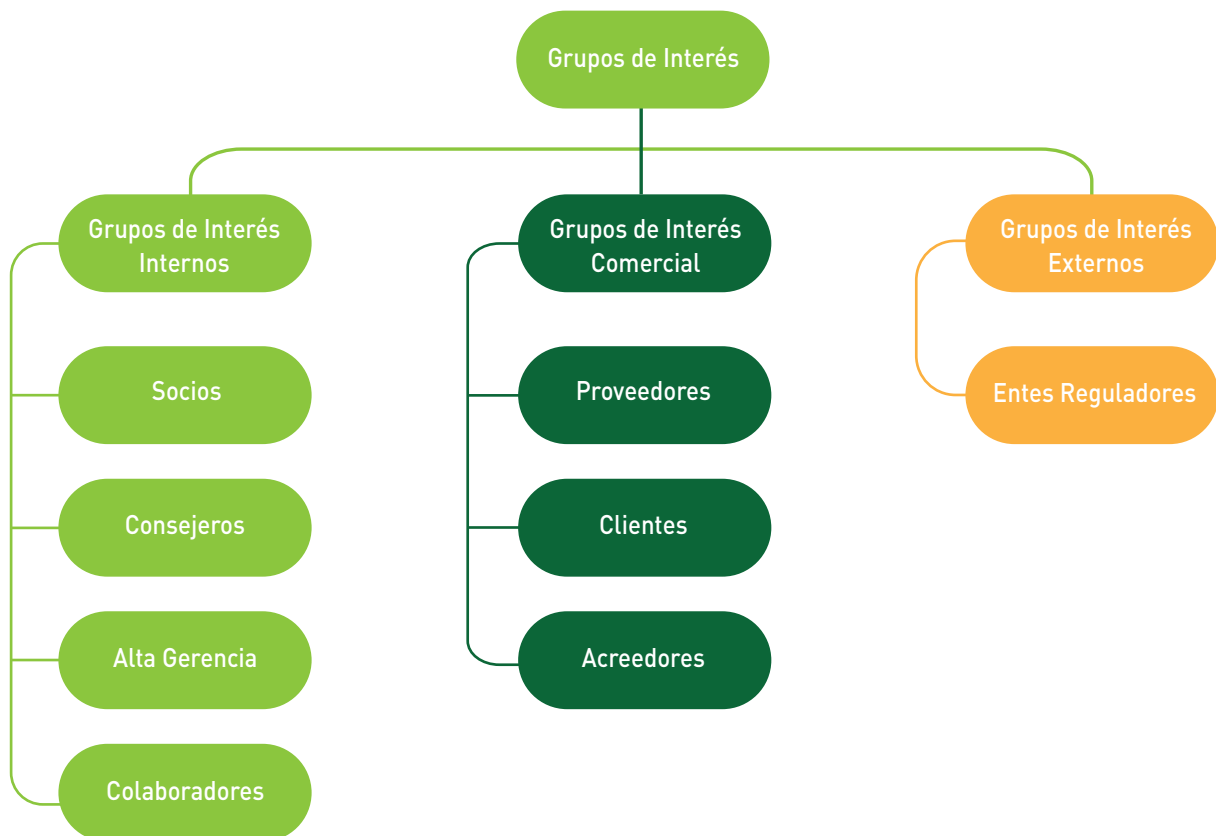 Grupos de Interés
Grupos de Interés
Internos
Socios
Consejeros
Alta Gerencia
Colaboradores
Grupos de Interés
Comercial
Proveedores
Clientes
Acreedores
Grupos de Interés
Externos
Entes Reguladores